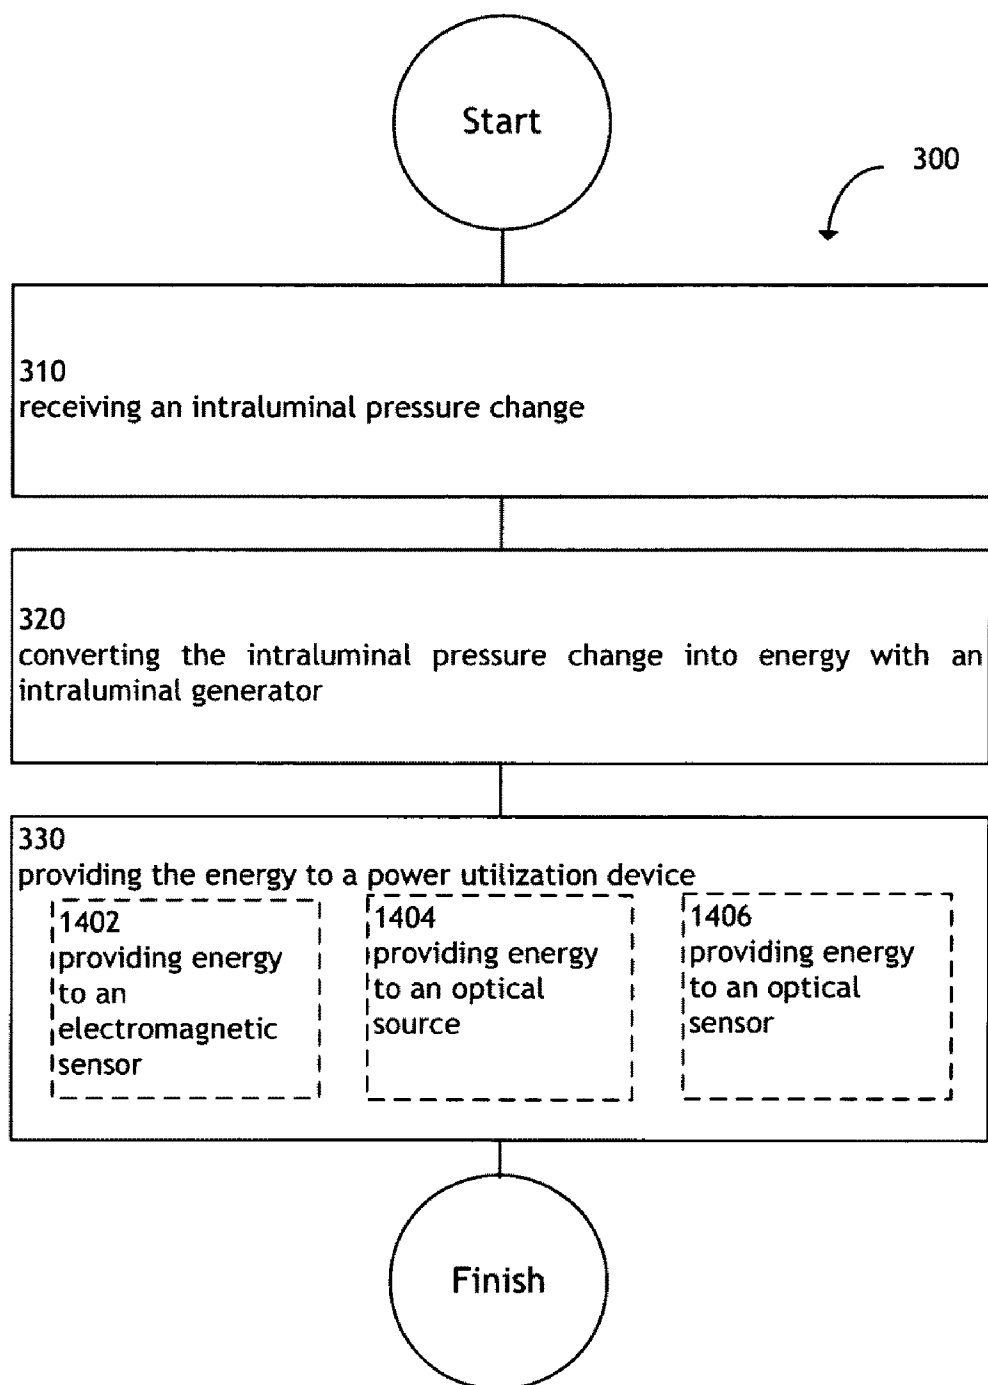 Start
300
310
receiving an intraluminal pressure change
320
converting the intraluminal pressure change into energy with an
intraluminal generator
330
providing the energy to a power utilization device
1402
providing energy
to an
electromagnetic
sensor
1404
providing energy
to an optical
source
1406
providing energy
to an optical
sensor
Finish